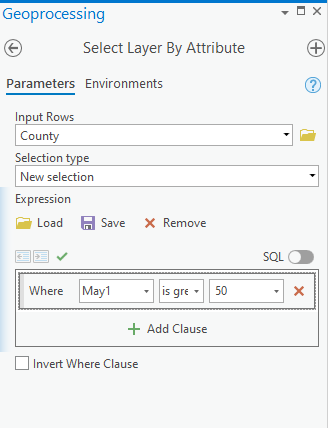 Geoprocessing
Select Layer By Attribute
Parameters Environments
Input Rows
County
Selection type
New selection
Expression
Load Save Remove
SQL
Where May1 is gre 50
Add Clause
Invert Where Clause